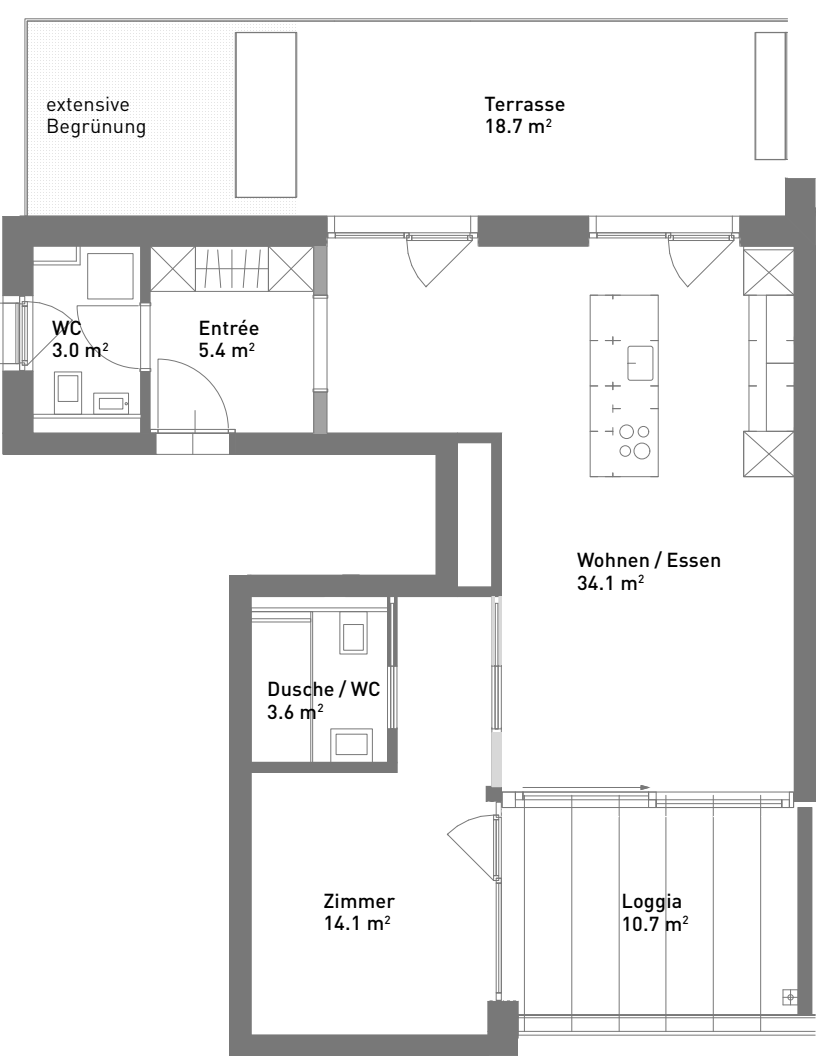 extensive
Begrünung
Terrasse
18.7 m²
WC
3.0 m²
Entrée
5.4 m²
Wohnen / Essen
34.1 m²
Dusche / WC
3.6 m²
Zimmer
14.1 m²
Loggia
10.7 m²